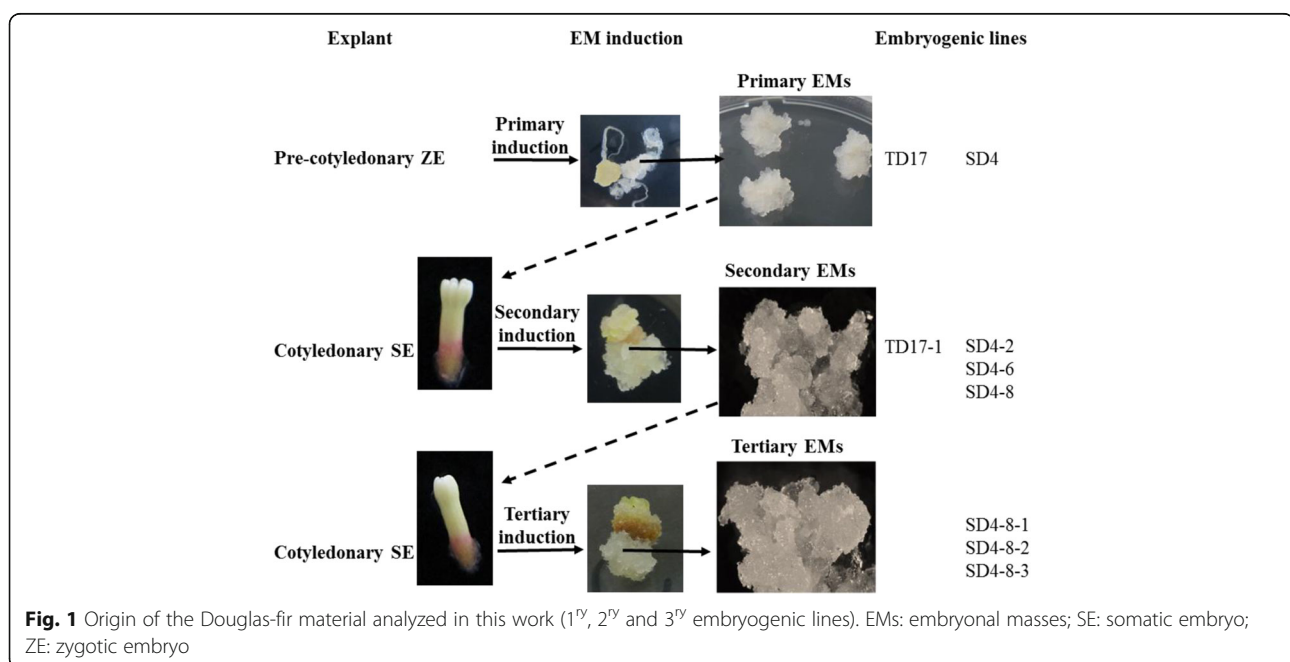 Explant EM induction Embryogenic lines
Primary EMs
Primary
induction
Pre-cotyledonary ZE
TD17 SD4
Secondary EMs
Secondary
induction
Cotyledonary SE
TD17-1 SD4-2
SD4-6
SD4-8
Tertiary EMs
Tertiary
induction
Cotyledonary SE
SD4-8-1
SD4-8-2
SD4-8-3
Fig. 1 Origin of the Douglas-fir material analyzed in this work (1ry, 2ry and 3ry embryogenic lines). EMs: embryonal masses; SE: somatic embryo;
ZE: zygotic embryo